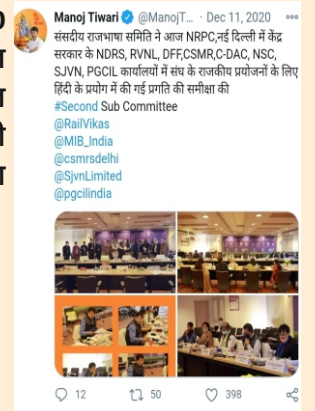 Manoj Tiwari @ManojT... · Dec 11, 2020
संसदीय राजभाषा समिति ने आज NRPC,नई दिल्ली में केंद्र
सरकार के NDRS, RVNL, DFF,CSMR,C-DAC, NSC,
SJVN, PGCIL कार्यालयों में संघ के राजकीय प्रयोजनों के लिए
हिंदी के प्रयोग में की गई प्रगति की समीक्षा की
#Second Sub Committee
@RailVikas
@MIB_India
@csmrsdelhi
@SjvnLimited
@pgcilindia
12 50 398